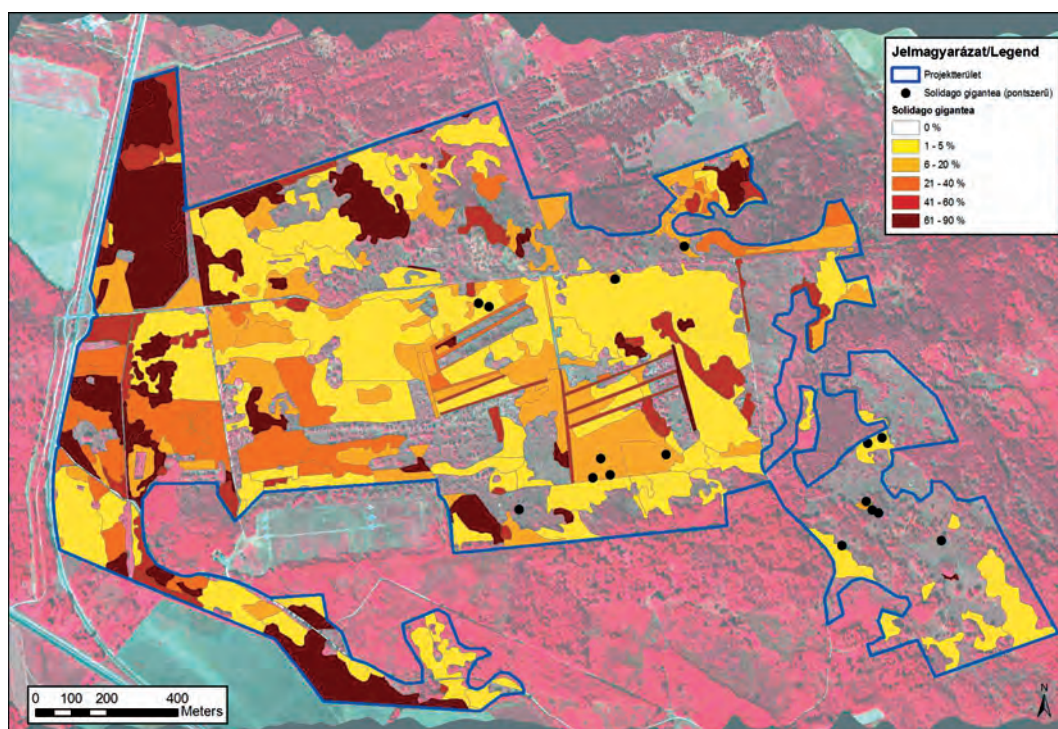 Jelmagyarázat/Legend
Projektterület
Solidago gigantea (pontszerű)
Solidago gigantea
0 %
1 - 5 %
6 - 20 %
21 - 40 %
41 - 60 %
61 - 90 %
0 100 200 400
Meters
N